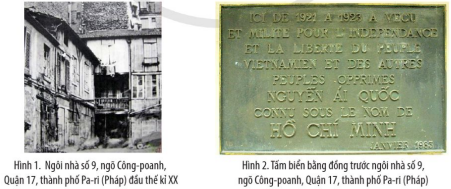 ICI DE 1921 A 1923 A VECU
ET MILITE POUR L'INDEPENDANCE
ET LA LIBERTE DU PEUPLE
VIETNAMIEN ET DES AUTRES
PEUPLES OPPRIMES
NGUYEN ÁI QUỐC
CONNU SOUS LE NOM DE
HÔ CHI MINH
JANVIER 1983
Hình 1. Ngôi nhà số 9, ngõ Công-poanh,
Quận 17, thành phố Pa-ri (Pháp) đầu thế kỉ XX
Hình 2. Tấm biển bằng đồng trước ngôi nhà số 9,
ngõ Công-poanh, Quận 17, thành phố Pa-ri (Pháp)